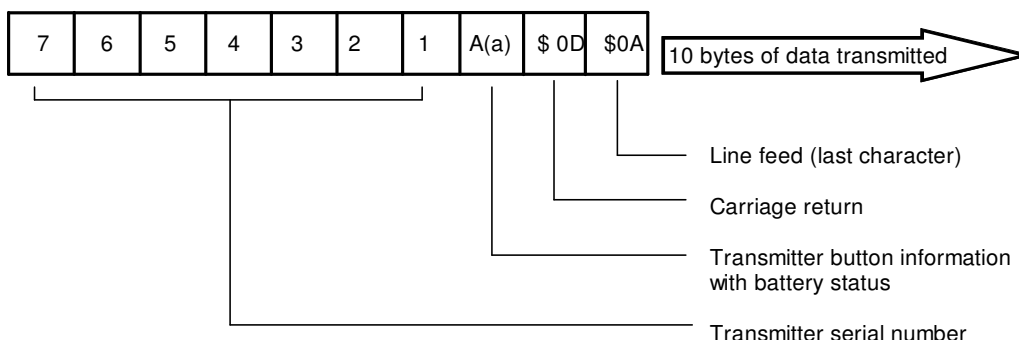 7 6 5 4 3 2 1 A(a) $ 0D $0A
10 bytes of data transmitted
Line feed (last character)
Carriage return
Transmitter button information
with battery status
Transmitter serial number